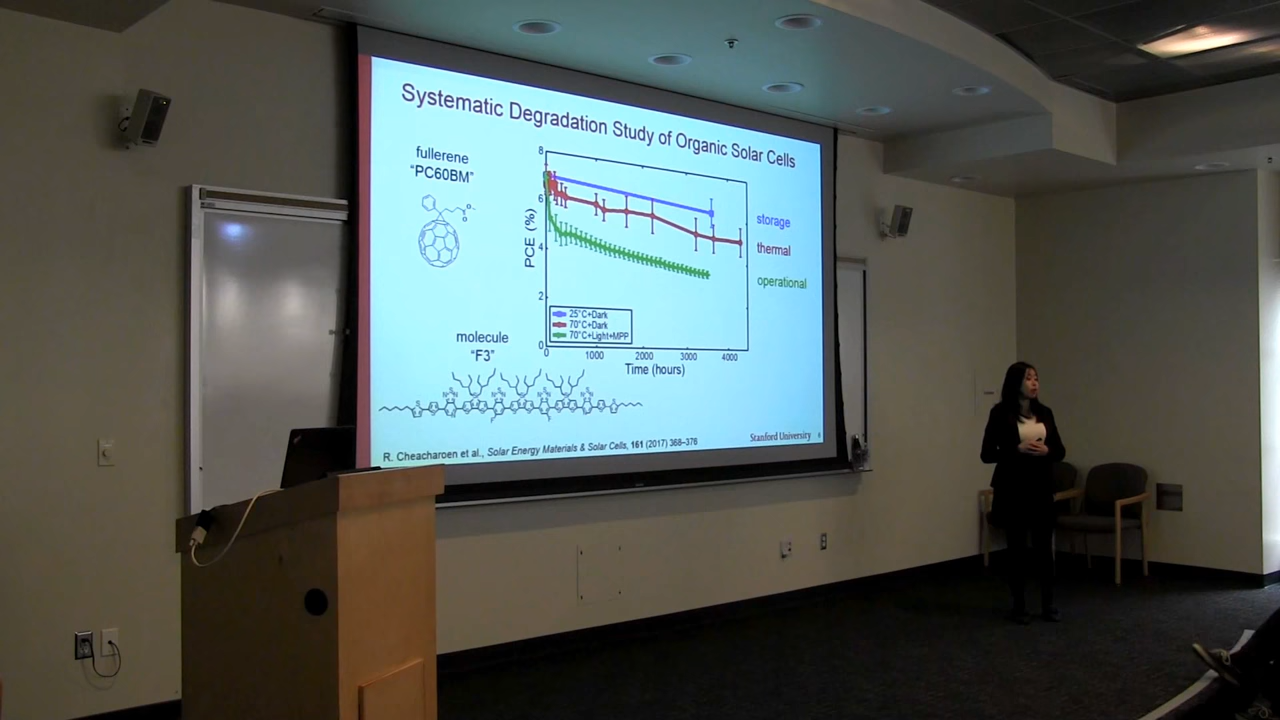 Systematic Degradation Study of Organic Solar Cells
fullerene
"PC60BM"
8
6
4
2
0
PCE (%)
0
1000
2000
3000
4000
Time (hours)
25°C+Dark
70°C+Dark
70°C+Light+MPP
storage
thermal
operational
molecule
"F3"
R. Cheacharoen et al., Solar Energy Materials & Solar Cells, 161 (2017) 368–376
Stanford University